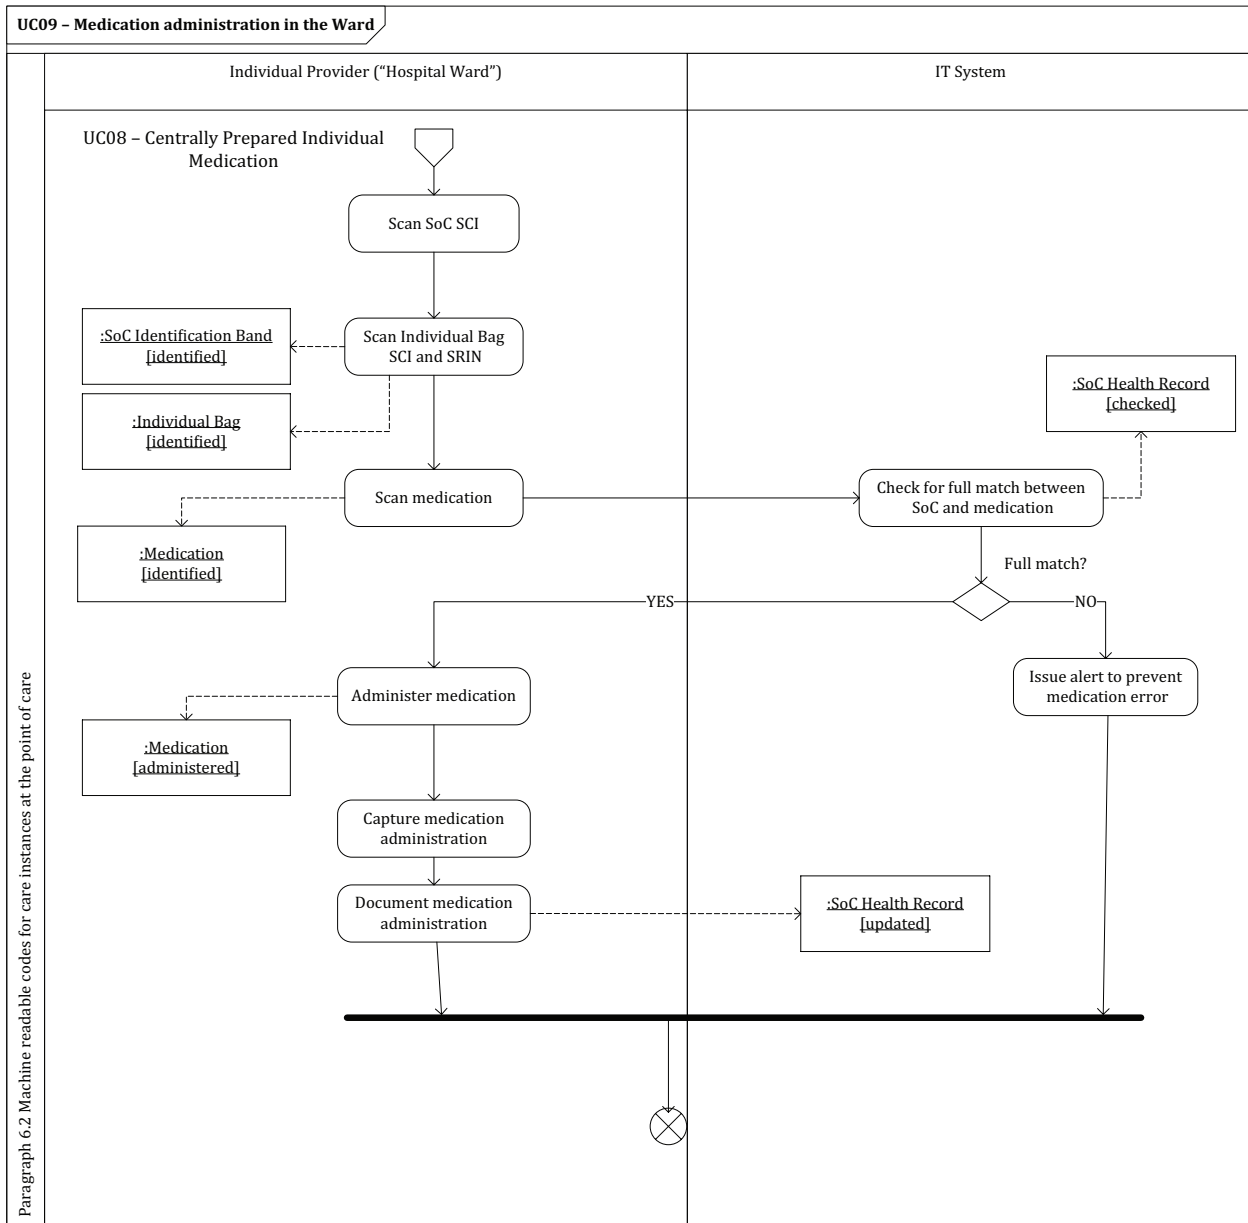 UC09 – Medication administration in the Ward
Individual Provider (“Hospital Ward”)
IT System
UC08 – Centrally Prepared Individual
Medication
Scan SoC SCI
:SoC Identification Band
[identified]
Scan Individual Bag
SCI and SRIN
:SoC Health Record
[checked]
:Individual Bag
[identified]
Scan medication
Check for full match between
SoC and medication
:Medication
[identified]
Full match?
YES
NO
Administer medication
Issue alert to prevent
medication error
:Medication
[administered]
Capture medication
administration
Document medication
administration
:SoC Health Record
[updated]
Paragraph 6.2 Machine readable codes for care instances at the point of care